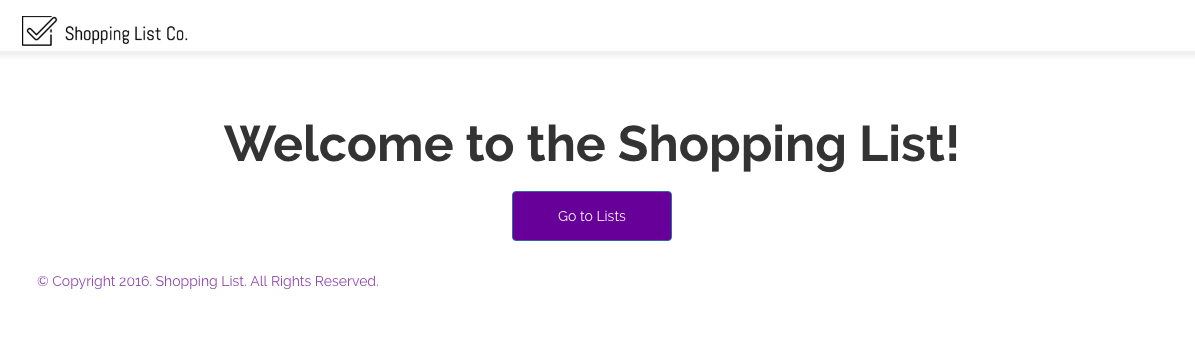 Shopping List Co.
Welcome to the Shopping List!
Go to Lists
© Copyright 2016. Shopping List. All Rights Reserved.